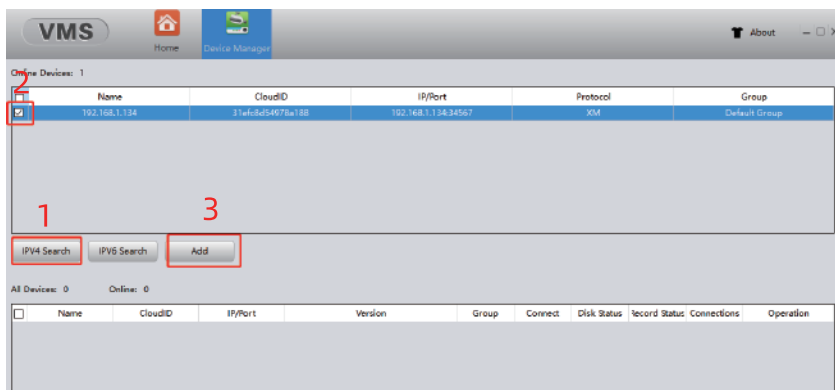 VMS
Home
Device Manager
About
Online Devices: 1
2
Name CloudID IP/Port Protocol Group
192.168.1.134 31efc8d54978a188 192.168.1.134:34567 XM Default Group
1
3
IPV4 Search IPV6 Search Add
All Devices: 0 Online: 0
Name CloudID IP/Port Version Group Connect Disk Status Record Status Connections Operation